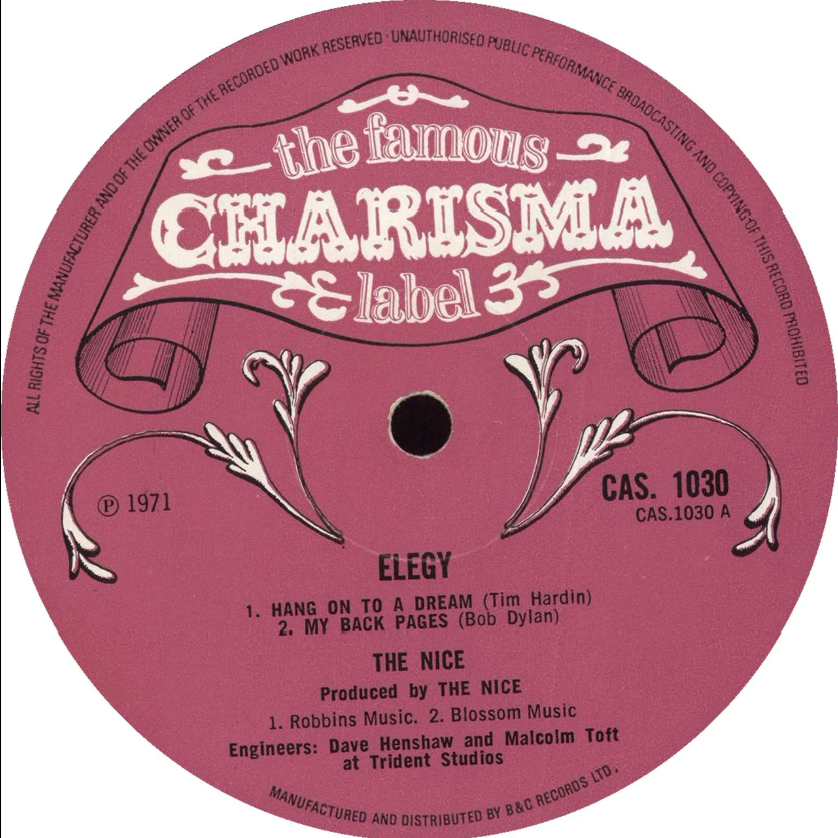 ALL RIGHTS OF THE MANUFACTURER AND OF THE OWNER OF THE RECORDED WORK RESERVED · UNAUTHORISED PUBLIC PERFORMANCE BROADCASTING AND COPYING OF THIS RECORD PROHIBITED
the famous
CHARISMA
label
℗ 1971
CAS. 1030
CAS.1030 A
ELEGY
1. HANG ON TO A DREAM (Tim Hardin)
2. MY BACK PAGES (Bob Dylan)
THE NICE
Produced by THE NICE
1. Robbins Music. 2. Blossom Music
Engineers: Dave Henshaw and Malcolm Toft
at Trident Studios
MANUFACTURED AND DISTRIBUTED BY B&C RECORDS LTD.